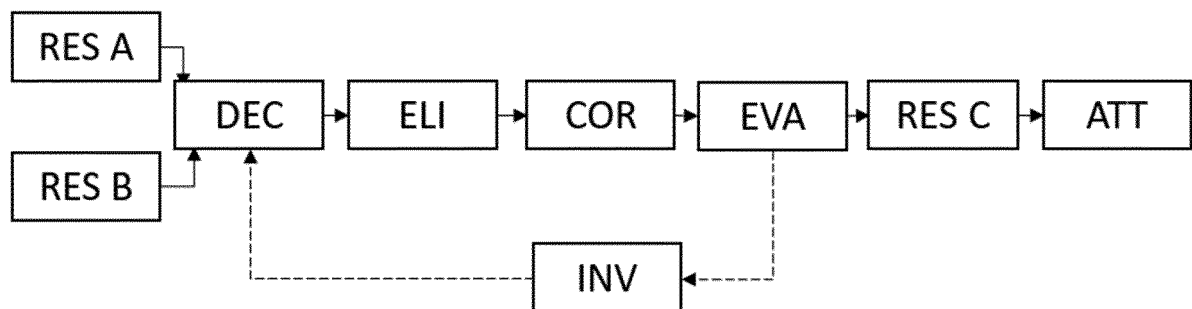 RES A
DEC
ELI
COR
EVA
RES C
ATT
RES B
INV